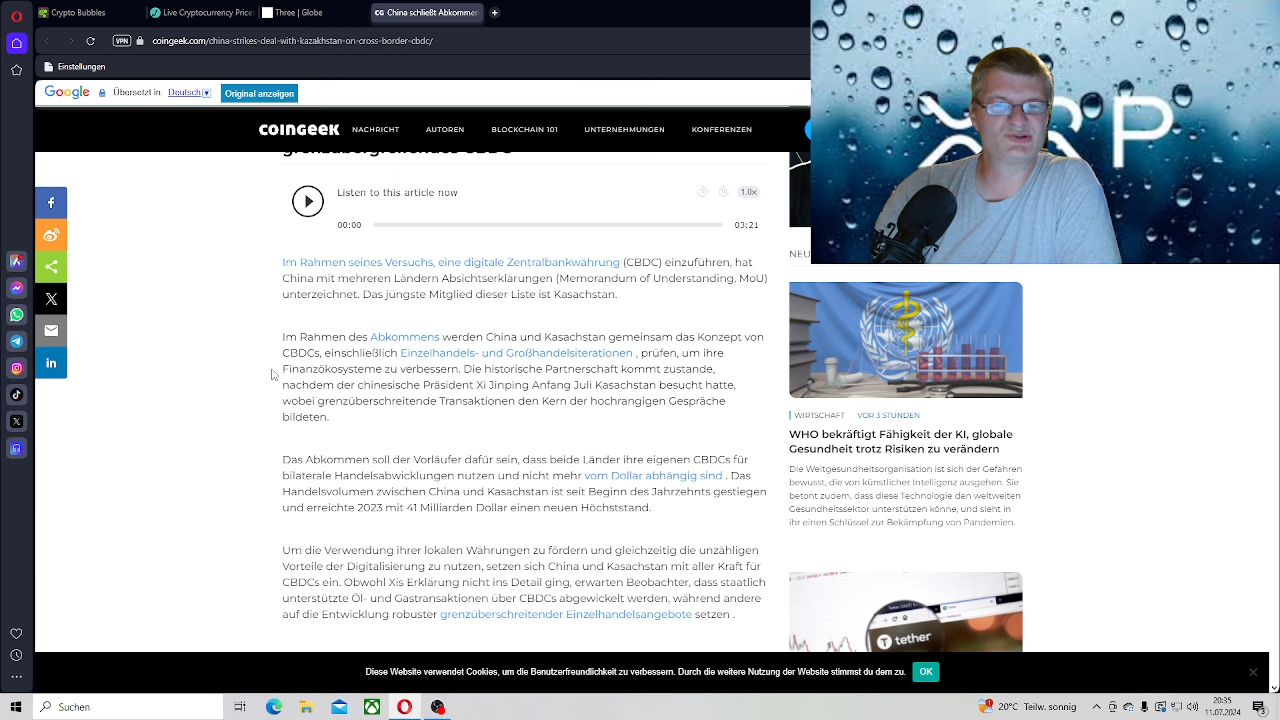 Crypto Bubbles
Live Cryptocurrency Price
Tether
CG Schließen Abkommen
VPN
coingeek.com/china-strikes-deal-with-kazakhstan-on-cross-border-cbdc/
Einstellungen
Google
Übersetzt in: Deutsch
Original anzeigen
COINGEEK
NACHRICHT
AUTOREN
BLOCKCHAIN 101
UNTERNEHMUNGEN
KONFERENZEN
XRP
Listen to this article now
1.0x
00:00
03:21
NEU
Im Rahmen seines Versuchs, eine digitale Zentralbankwährung (CBDC) einzuführen, hat
China mit mehreren Ländern Absichtserklärungen (Memorandum of Understanding, MoU)
unterzeichnet. Das jüngste Mitglied dieser Liste ist Kasachstan.
Im Rahmen des Abkommens werden China und Kasachstan gemeinsam das Konzept von
CBDCs, einschließlich Einzelhandels- und Großhandelsiterationen , prüfen, um ihre
Finanzökosysteme zu verbessern. Die historische Partnerschaft kommt zustande,
nachdem der chinesische Präsident Xi Jinping Anfang Juli Kasachstan besucht hatte,
wobei grenzüberschreitende Transaktionen den Kern der hochrangigen Gespräche
bildeten.
Das Abkommen soll der Vorläufer dafür sein, dass beide Länder ihre eigenen CBDCs für
bilaterale Handelsabwicklungen nutzen und nicht mehr vom Dollar abhängig sind . Das
Handelsvolumen zwischen China und Kasachstan ist seit Beginn des Jahrzehnts gestiegen
und erreichte 2023 mit 41 Milliarden Dollar einen neuen Höchststand.
Um die Verwendung ihrer lokalen Währungen zu fördern und gleichzeitig die unzähligen
Vorteile der Digitalisierung zu nutzen, setzen sich China und Kasachstan mit aller Kraft für
CBDCs ein. Obwohl Xis Erklärung nicht ins Detail ging, erwarten Beobachter, dass staatlich
unterstützte Öl- und Gastransaktionen über CBDCs abgewickelt werden, während andere
auf die Entwicklung robuster grenzüberschreitender Einzelhandelsangebote setzen .
WIRTSCHAFT
VOR 3 STUNDEN
WHO bekräftigt Fähigkeit der KI, globale
Gesundheit trotz Risiken zu verändern
Die Weltgesundheitsorganisation ist sich der Gefahren
bewusst, die von künstlicher Intelligenz ausgehen. Sie
betont zudem, dass diese Technologie den weltweiten
Gesundheitssektor unterstützen könne, und sieht in
ihr einen Schlüssel zur Bekämpfung von Pandemien.
tether
Diese Website verwendet Cookies, um die Benutzerfreundlichkeit zu verbessern. Durch die weitere Nutzung der Website stimmst du dem zu.
OK
Suchen
20°C Teilw. sonnig
20:35
11.07.2024